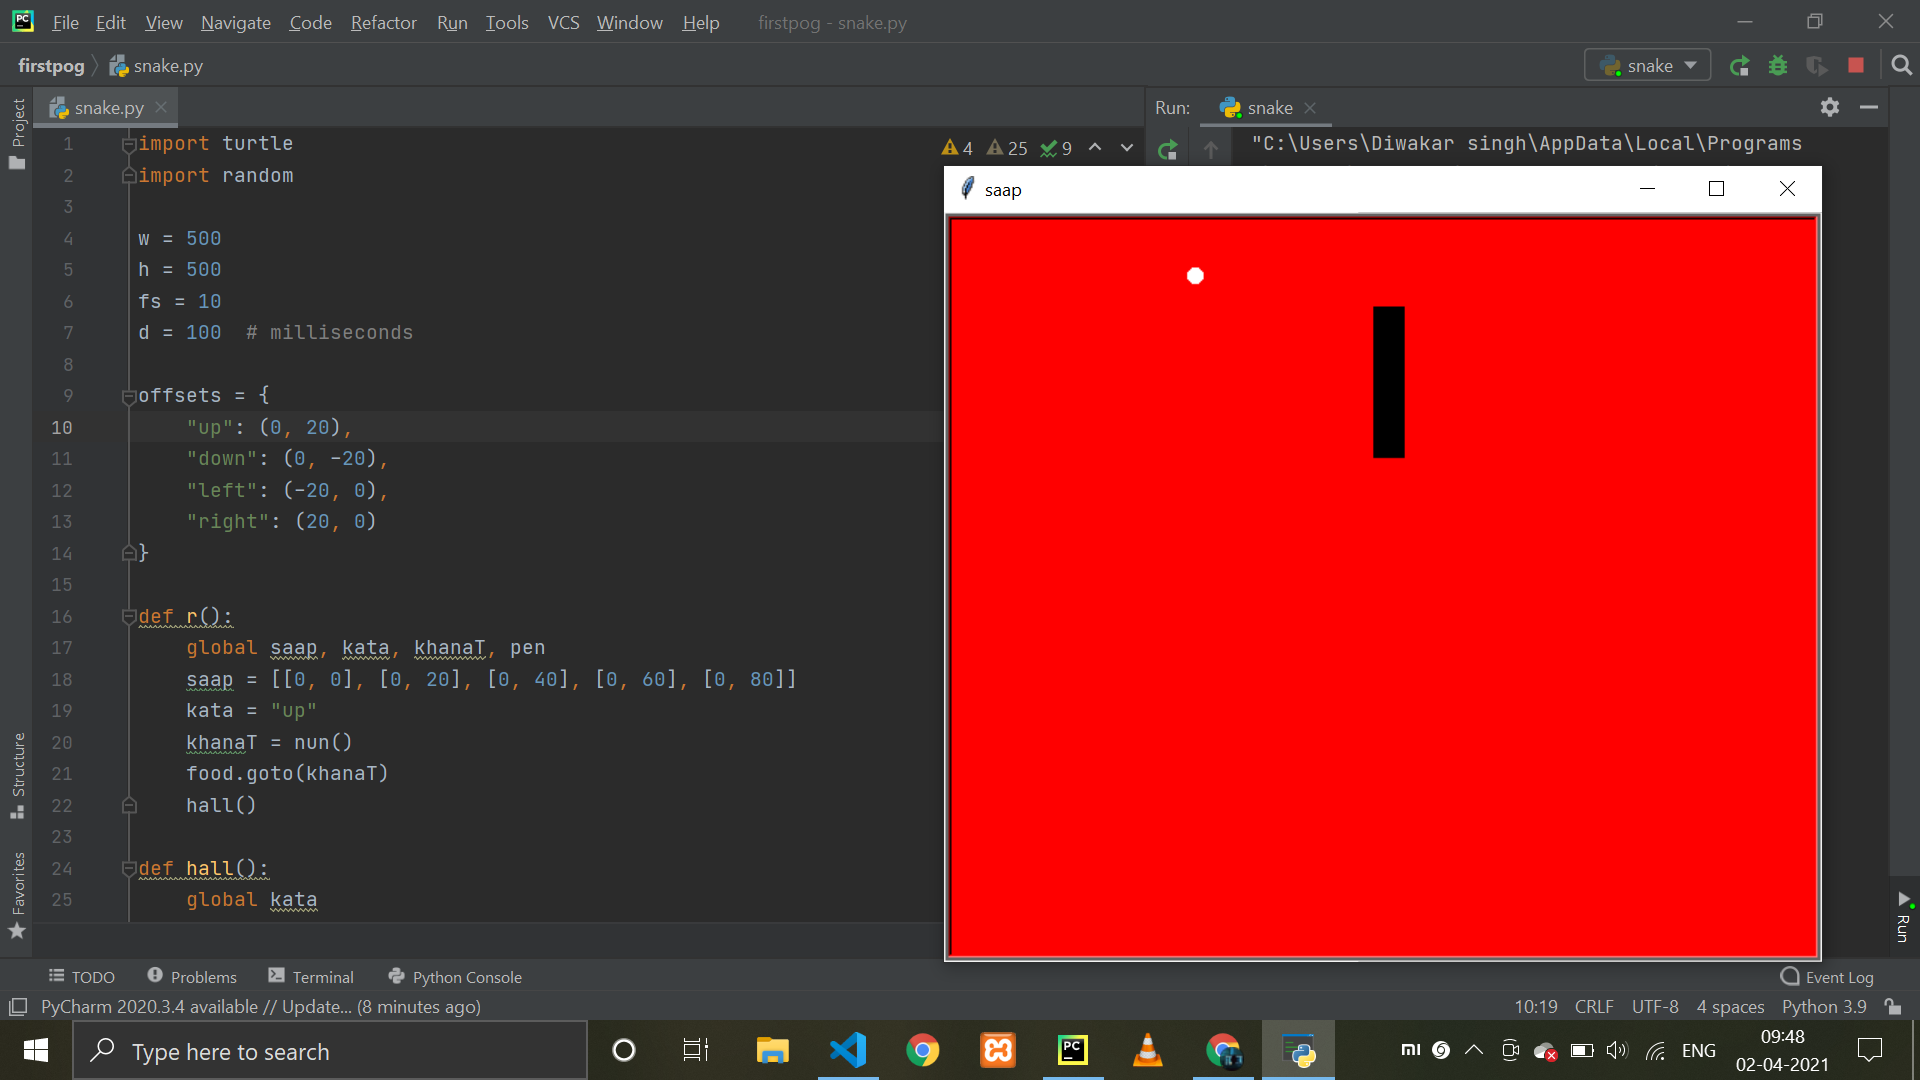 File Edit View Navigate Code Refactor Run Tools VCS Window Help firstpog - snake.py
firstpog snake.py snake
Project
snake.py
Run: snake
4 25 9
"C:\Users\Diwakar singh\AppData\Local\Programs
saap
1 import turtle
2 import random
3
4 w = 500
5 h = 500
6 fs = 10
7 d = 100 # milliseconds
8
9 offsets = {
10 "up": (0, 20),
11 "down": (0, -20),
12 "left": (-20, 0),
13 "right": (20, 0)
14 }
15
16 def r():
17 global saap, kata, khanaT, pen
18 saap = [[0, 0], [0, 20], [0, 40], [0, 60], [0, 80]]
19 kata = "up"
20 khanaT = nun()
21 food.goto(khanaT)
22 hall()
23
24 def hall():
25 global kata
Structure
Favorites
Run
TODO Problems Terminal Python Console Event Log
PyCharm 2020.3.4 available // Update... (8 minutes ago) 10:19 CRLF UTF-8 4 spaces Python 3.9
Type here to search
PC
mi
ENG
09:48
02-04-2021